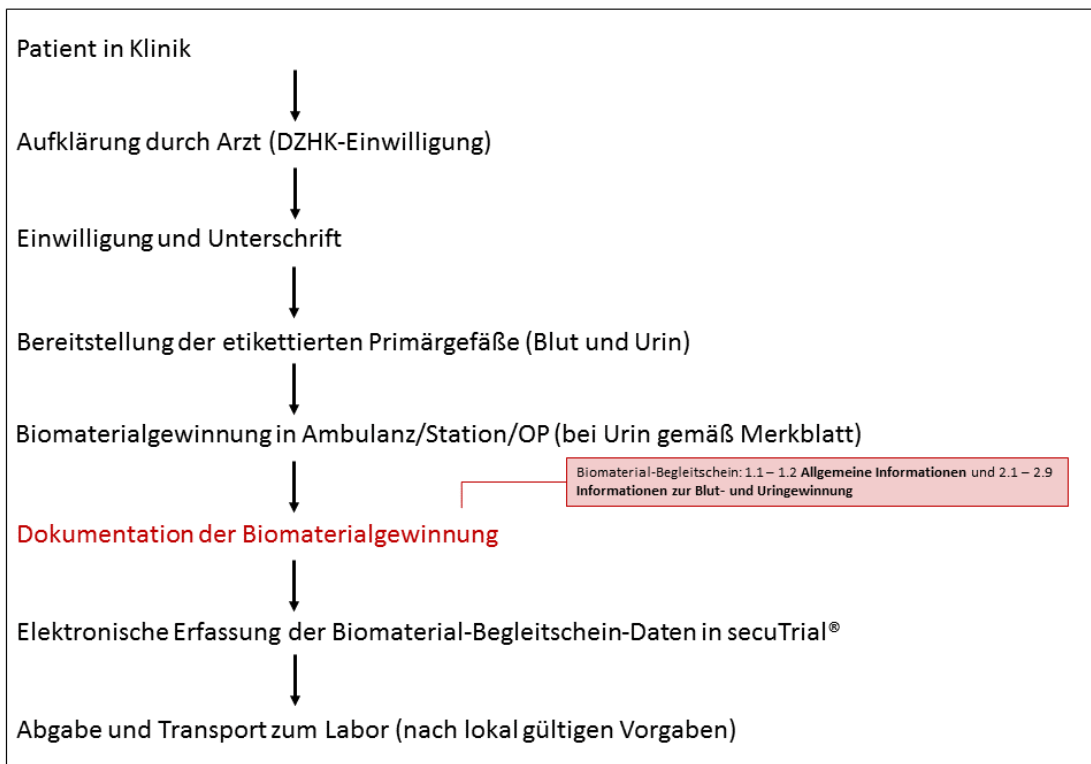 Patient in Klinik
Aufklärung durch Arzt (DZHK-Einwilligung)
Einwilligung und Unterschrift
Bereitstellung der etikettierten Primärgefäße (Blut und Urin)
Biomaterialgewinnung in Ambulanz/Station/OP (bei Urin gemäß Merkblatt)
Biomaterial-Begleitschein: 1.1 – 1.2 Allgemeine Informationen und 2.1 – 2.9
Informationen zur Blut- und Uringewinnung
Dokumentation der Biomaterialgewinnung
Elektronische Erfassung der Biomaterial-Begleitschein-Daten in secuTrial®
Abgabe und Transport zum Labor (nach lokal gültigen Vorgaben)